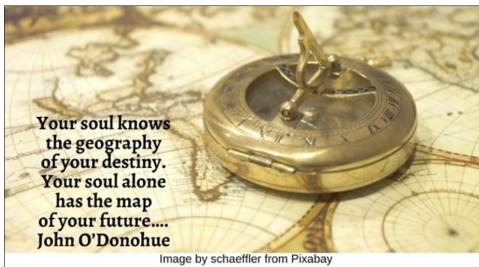 Your soul knows
the geography
of your destiny.
Your soul alone
has the map
of your future....
John O'Donohue
Image by schaeffler from Pixabay